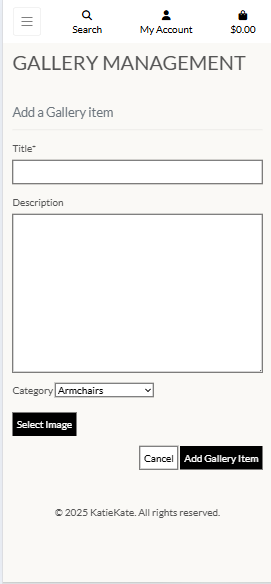 Search
My Account
$0.00
GALLERY MANAGEMENT
Add a Gallery item
Title*
Description
Category Armchairs
Select Image
Cancel
Add Gallery Item
© 2025 KatieKate. All rights reserved.